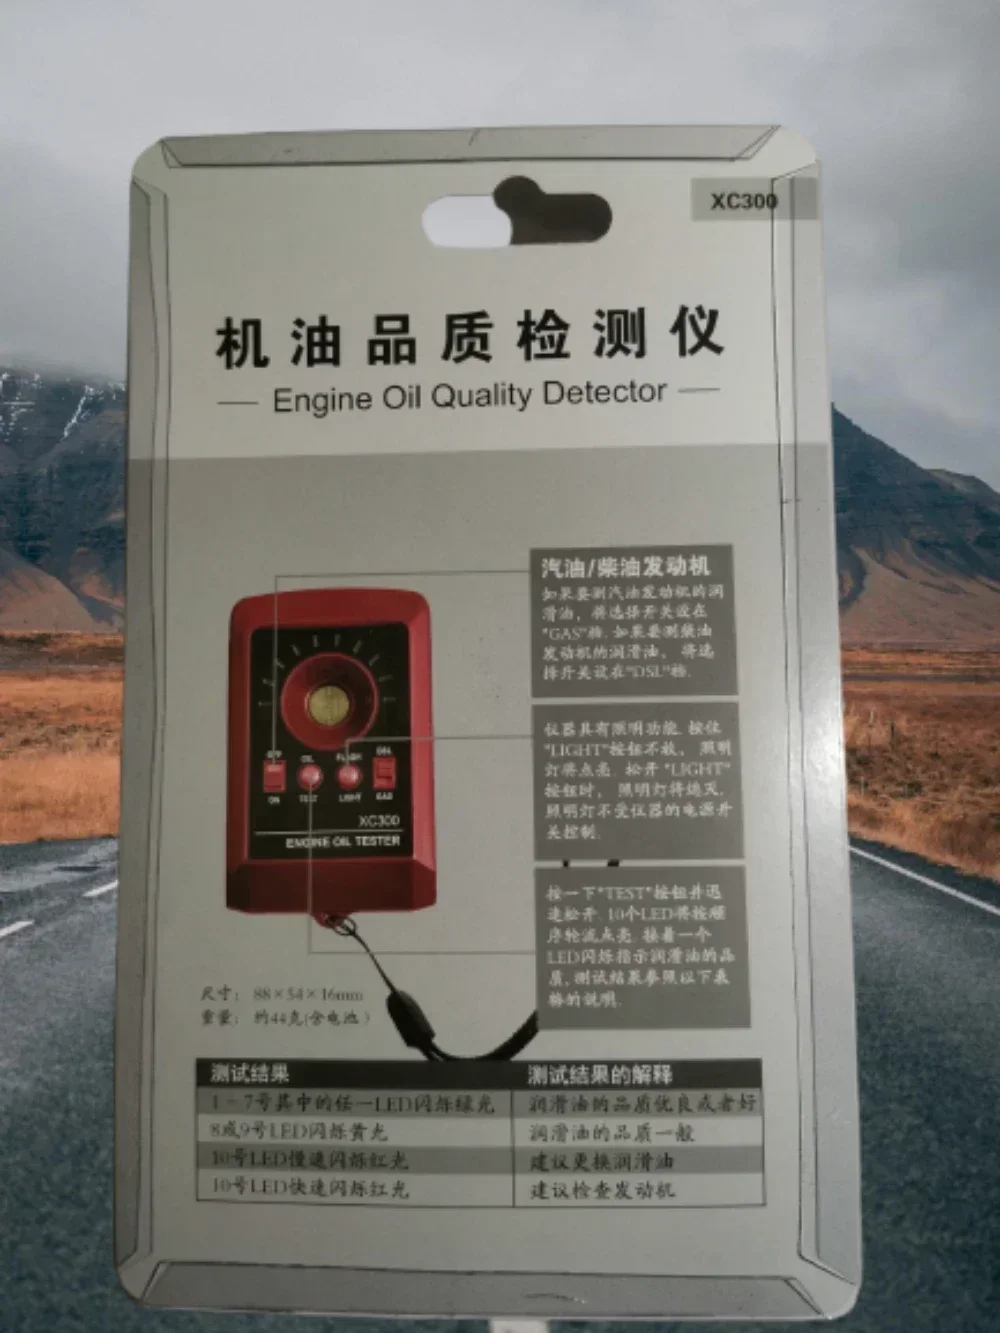 XC300
机油品质检测仪
Engine Oil Quality Detector
汽油/柴油发动机
如果要测汽油发动机的润
滑油，将选择开关设在
"GAS"档.如果要测柴油
发动机的润滑油，将选
择开关设在"DSL"档.
仪器具有照明功能.按住
"LIGHT"按钮不放，照明
灯将点亮.松开"LIGHT"
按钮时，照明灯将熄灭.
照明灯不受仪器的电源开
关控制.
OFF
OIL
FLASH
DSL
ON
TEST
LIGHT
GAS
XC300
ENGINE OIL TESTER
按一下"TEST"按钮并迅
速松开.10个LED将按顺
序轮流点亮.接着一个
LED闪烁指示润滑油的品
质.测试结果参照以下表
格的说明.
尺寸：88×54×16mm
重量：约44克(含电池)
测试结果 测试结果的解释
1-7号其中的任一LED闪烁绿光 润滑油的品质优良或者好
8或9号LED闪烁黄光 润滑油的品质一般
10号LED慢速闪烁红光 建议更换润滑油
10号LED快速闪烁红光 建议检查发动机